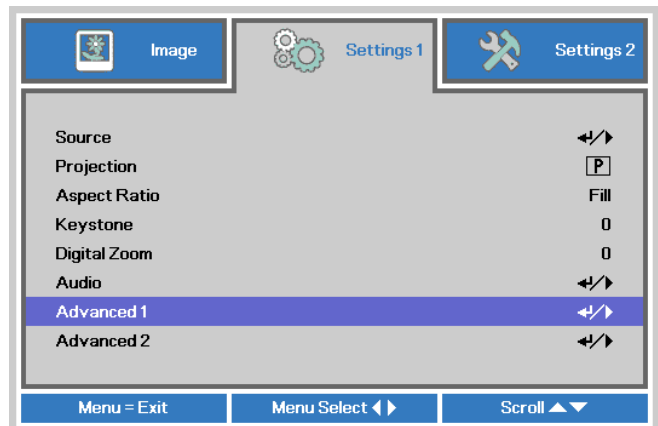 Image Settings 1 Settings 2
Source
Projection P
Aspect Ratio Fill
Keystone 0
Digital Zoom 0
Audio
Advanced 1
Advanced 2
Menu = Exit Menu Select Scroll